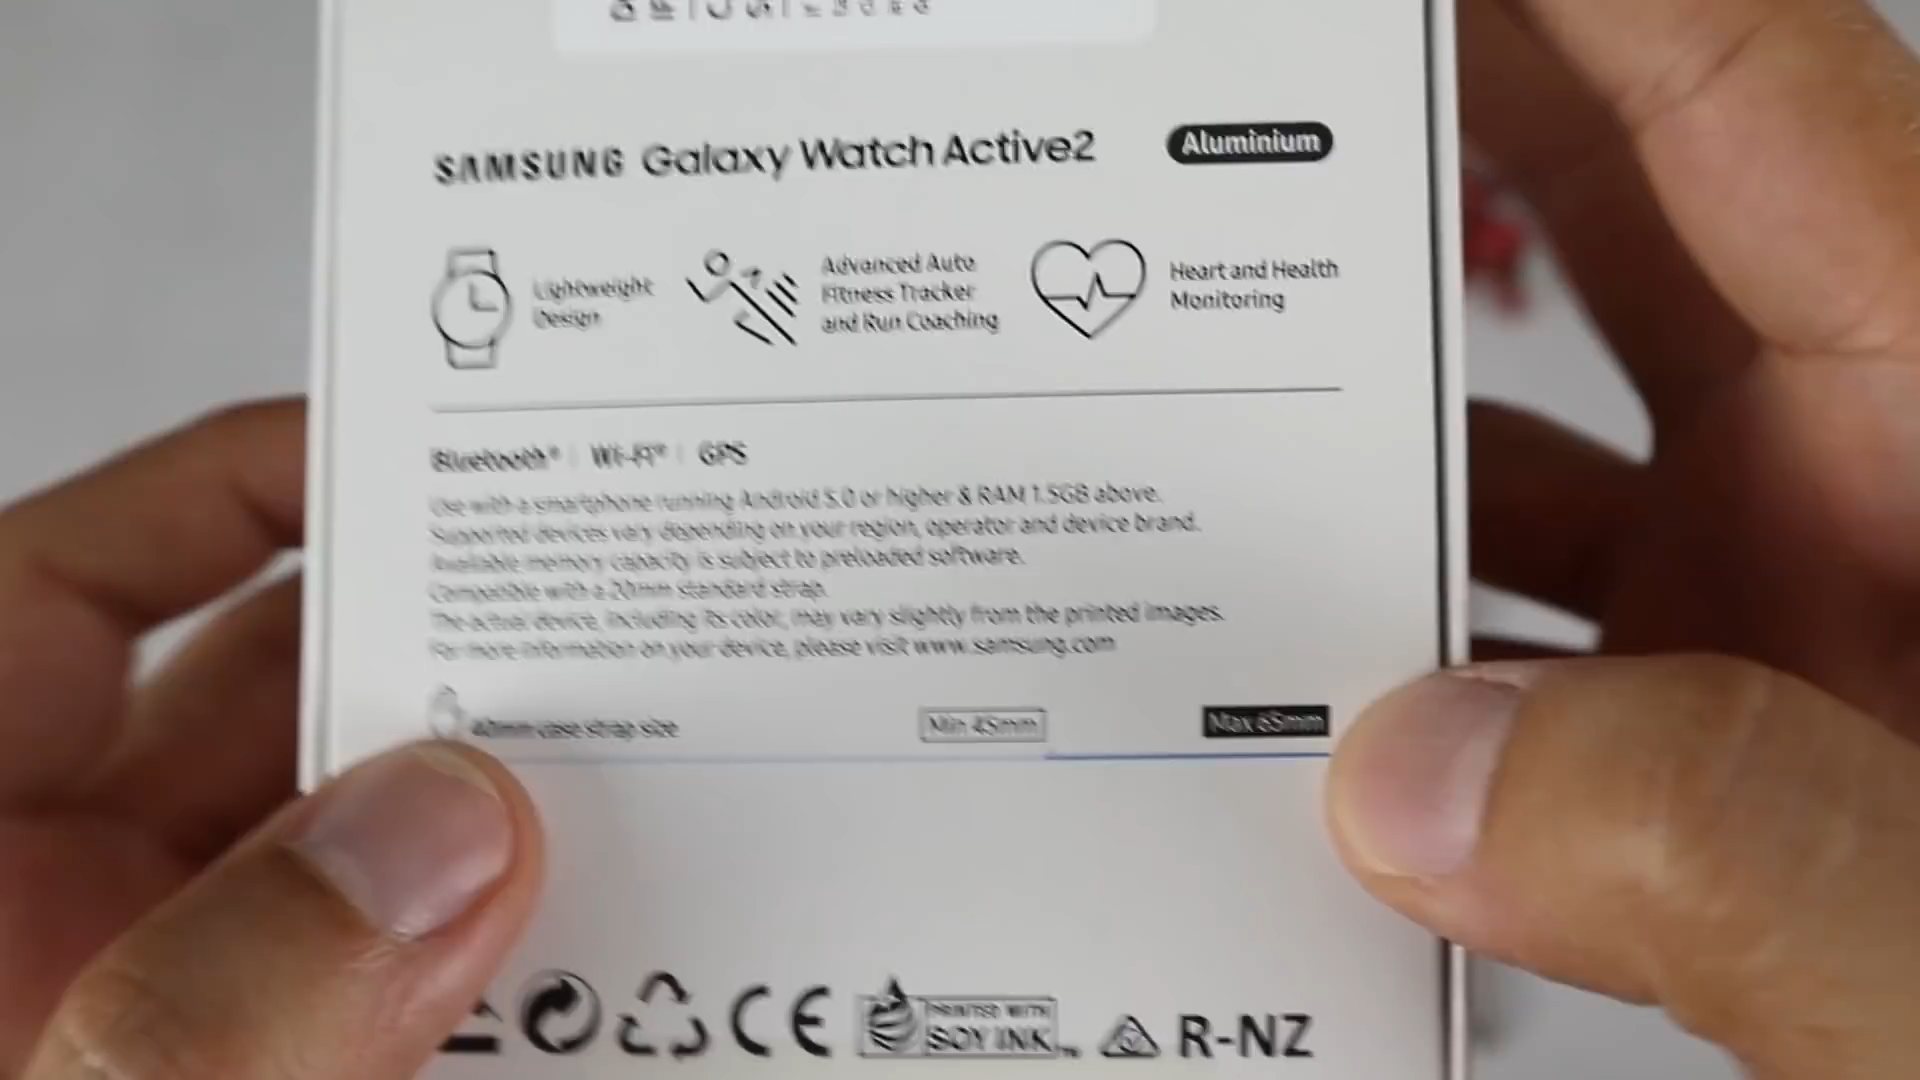 SAMSUNG Galaxy Watch Active2
Aluminium
Lightweight
Design
Advanced Auto
Fitness Tracker
and Run Coaching
Heart and Health
Monitoring
Bluetooth® | Wi-Fi® | GPS
Use with a smartphone running Android 5.0 or higher & RAM 1.5GB above.
Supported devices vary depending on your region, operator and device brand.
Available memory capacity is subject to preloaded software.
Compatible with a 20mm standard strap.
The actual device, including its color, may vary slightly from the printed images.
For more information on your device, please visit www.samsung.com
40mm case strap size
Min 45mm
Max 65mm
CE
PRINTED WITH
SOY INK™
R-NZ